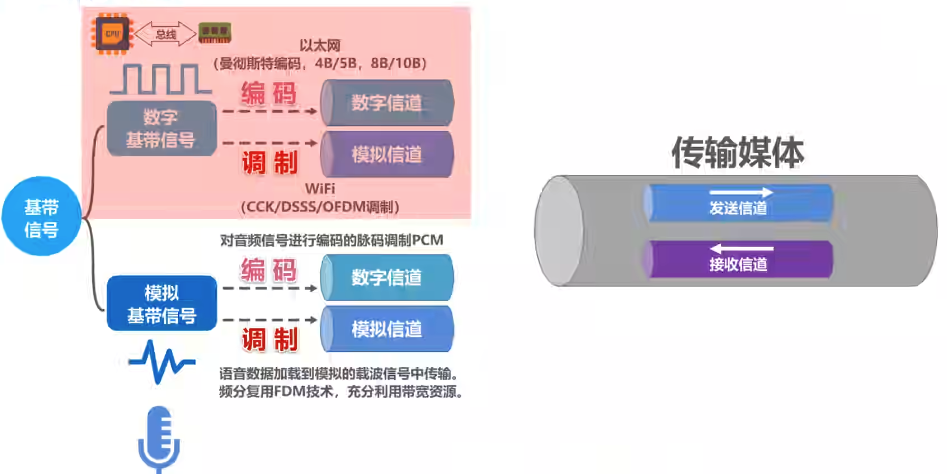 CPU
总线
以太网
(曼彻斯特编码，4B/5B，8B/10B)
编码
数字信道
数字
基带信号
调制
模拟信道
WiFi
(CCK/DSSS/OFDM调制)
基带
信号
对音频信号进行编码的脉码调制PCM
编码
数字信道
模拟
基带信号
调制
模拟信道
语音数据加载到模拟的载波信号中传输。
频分复用FDM技术，充分利用带宽资源。
传输媒体
发送信道
接收信道